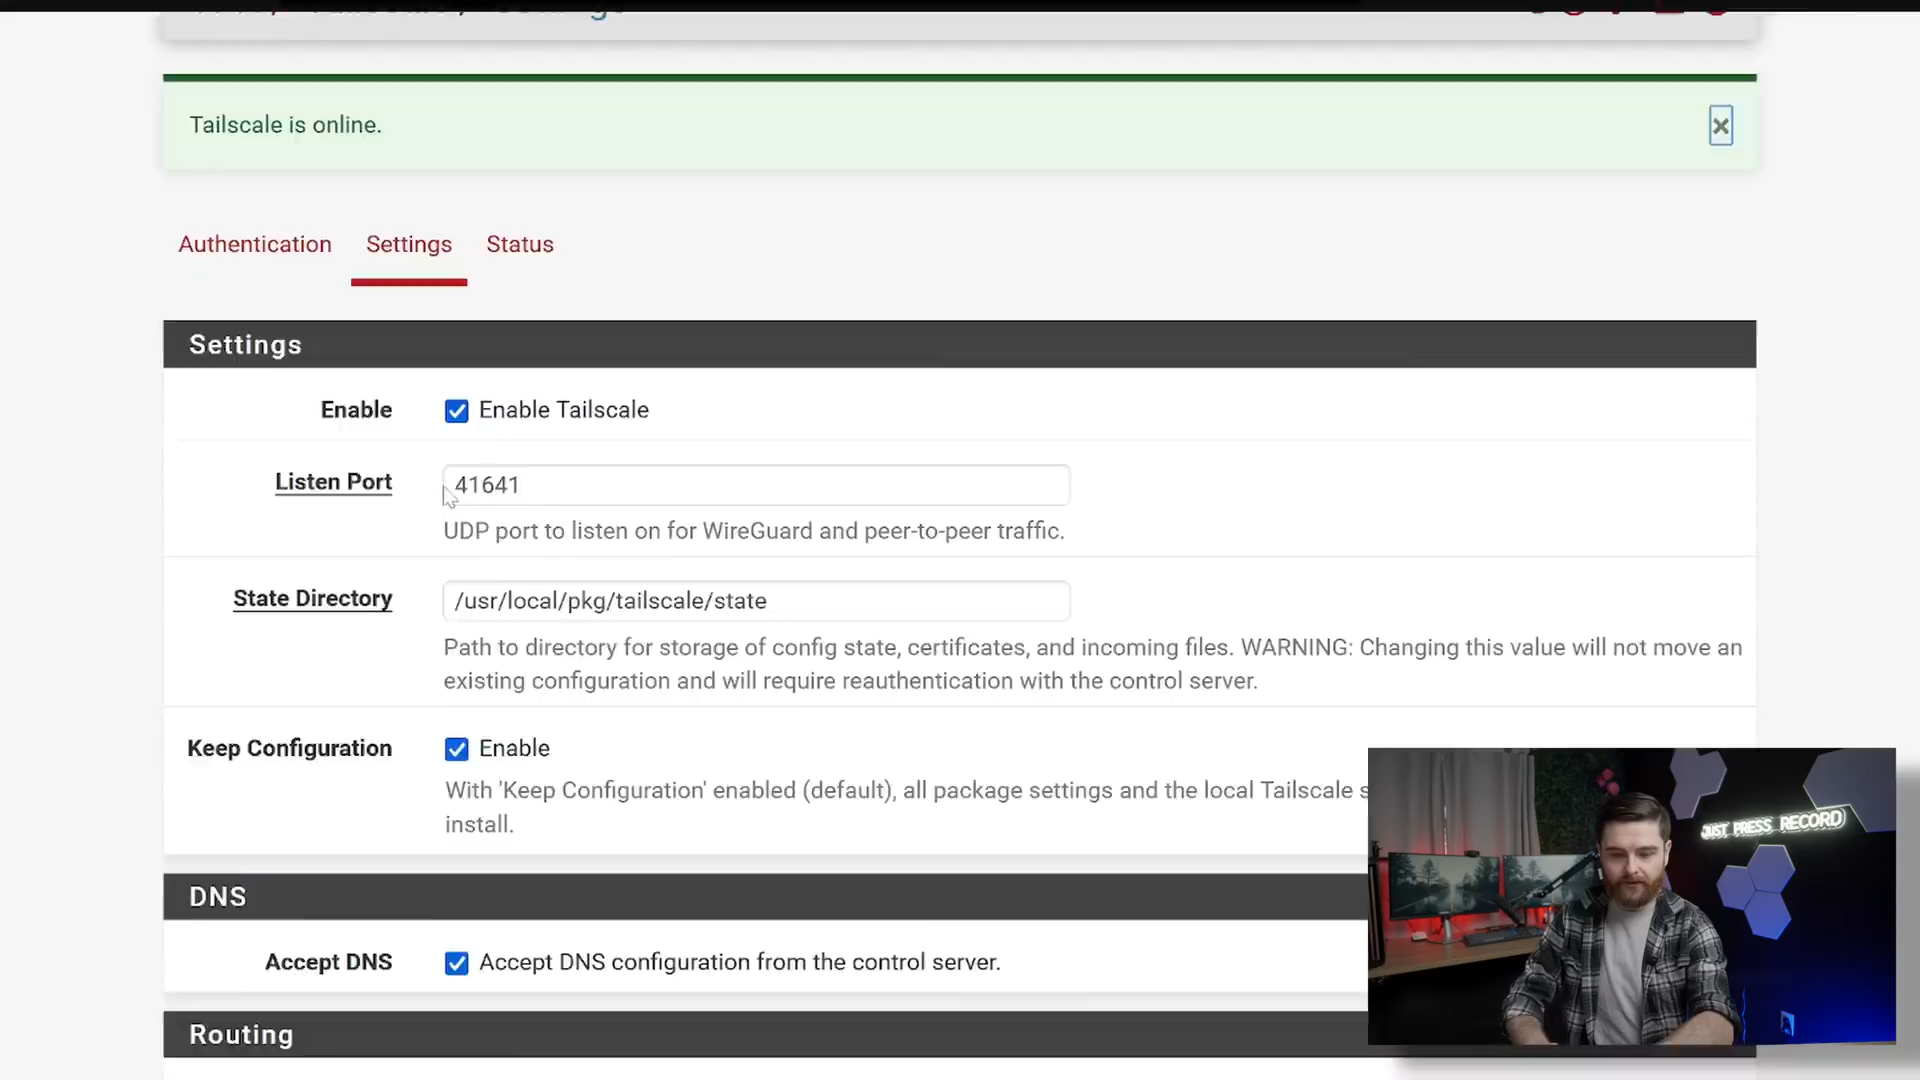 Tailscale is online.
Authentication Settings Status
Settings
Enable Enable Tailscale
Listen Port 41641
UDP port to listen on for WireGuard and peer-to-peer traffic.
State Directory /usr/local/pkg/tailscale/state
Path to directory for storage of config state, certificates, and incoming files. WARNING: Changing this value will not move an
existing configuration and will require reauthentication with the control server.
Keep Configuration Enable
With 'Keep Configuration' enabled (default), all package settings and the local Tailscale
install.
JUST PRESS RECORD
DNS
Accept DNS Accept DNS configuration from the control server.
Routing